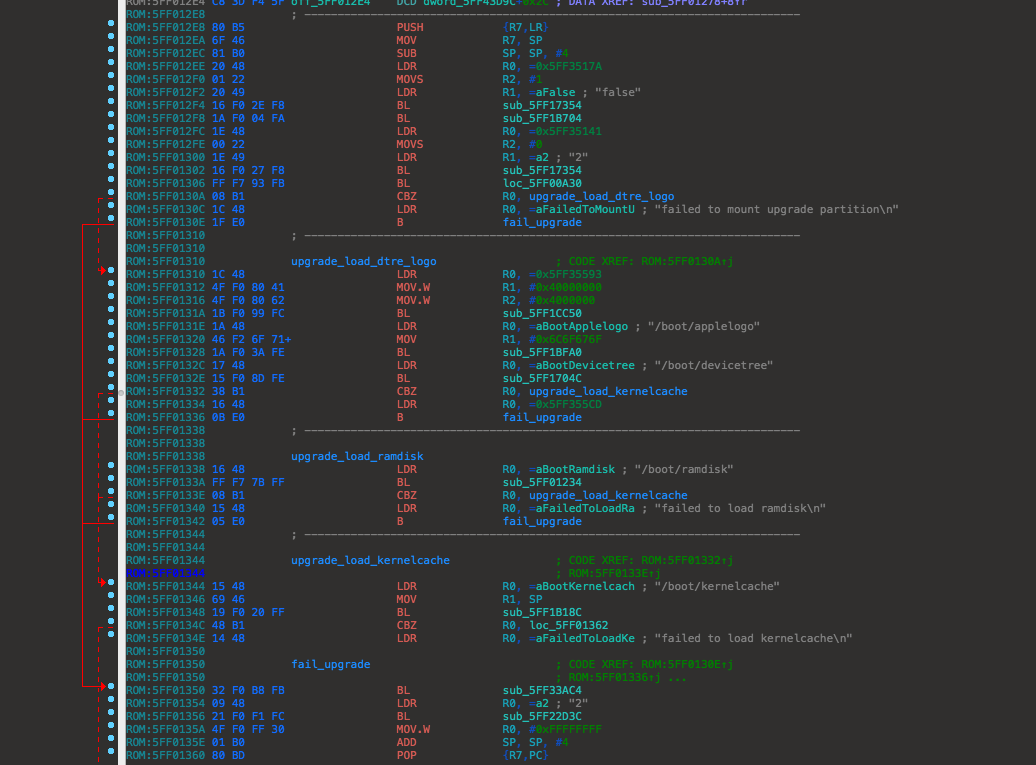 ROM:5FF012E4 C8 3D F4 5F off_5FF012E4 DCD dword_5FF43D9C+0x2C ; DATA XREF: sub_5FF01278+8↑r
ROM:5FF012E8 ; ---------------------------------------------------------------------------
ROM:5FF012E8 80 B5 PUSH {R7,LR}
ROM:5FF012EA 6F 46 MOV R7, SP
ROM:5FF012EC 81 B0 SUB SP, SP, #4
ROM:5FF012EE 20 48 LDR R0, =0x5FF3517A
ROM:5FF012F0 01 22 MOVS R2, #1
ROM:5FF012F2 20 49 LDR R1, =aFalse ; "false"
ROM:5FF012F4 16 F0 2E F8 BL sub_5FF17354
ROM:5FF012F8 1A F0 04 FA BL sub_5FF1B704
ROM:5FF012FC 1E 48 LDR R0, =0x5FF35141
ROM:5FF012FE 00 22 MOVS R2, #0
ROM:5FF01300 1E 49 LDR R1, =a2 ; "2"
ROM:5FF01302 16 F0 27 F8 BL sub_5FF17354
ROM:5FF01306 FF F7 93 FB BL loc_5FF00A30
ROM:5FF0130A 08 B1 CBZ R0, upgrade_load_dtre_logo
ROM:5FF0130C 1C 48 LDR R0, =aFailedToMountU ; "failed to mount upgrade partition\n"
ROM:5FF0130E 1F E0 B fail_upgrade
ROM:5FF01310 ; ---------------------------------------------------------------------------
ROM:5FF01310
ROM:5FF01310 upgrade_load_dtre_logo ; CODE XREF: ROM:5FF0130A↑j
ROM:5FF01310 1C 48 LDR R0, =0x5FF35593
ROM:5FF01312 4F F0 80 41 MOV.W R1, #0x40000000
ROM:5FF01316 4F F0 80 62 MOV.W R2, #0x4000000
ROM:5FF0131A 1B F0 99 FC BL sub_5FF1CC50
ROM:5FF0131E 1A 48 LDR R0, =aBootApplelogo ; "/boot/applelogo"
ROM:5FF01320 46 F2 6F 71+ MOV R1, #0x6C6F676F
ROM:5FF01328 1A F0 3A FE BL sub_5FF1BFA0
ROM:5FF0132C 17 48 LDR R0, =aBootDevicetree ; "/boot/devicetree"
ROM:5FF0132E 15 F0 8D FE BL sub_5FF1704C
ROM:5FF01332 38 B1 CBZ R0, upgrade_load_kernelcache
ROM:5FF01334 16 48 LDR R0, =0x5FF355CD
ROM:5FF01336 0B E0 B fail_upgrade
ROM:5FF01338 ; ---------------------------------------------------------------------------
ROM:5FF01338
ROM:5FF01338 upgrade_load_ramdisk
ROM:5FF01338 16 48 LDR R0, =aBootRamdisk ; "/boot/ramdisk"
ROM:5FF0133A FF F7 7B FF BL sub_5FF01234
ROM:5FF0133E 08 B1 CBZ R0, upgrade_load_kernelcache
ROM:5FF01340 15 48 LDR R0, =aFailedToLoadRa ; "failed to load ramdisk\n"
ROM:5FF01342 05 E0 B fail_upgrade
ROM:5FF01344 ; ---------------------------------------------------------------------------
ROM:5FF01344
ROM:5FF01344 upgrade_load_kernelcache ; CODE XREF: ROM:5FF01332↑j
ROM:5FF01344 ; ROM:5FF0133E↑j
ROM:5FF01344 15 48 LDR R0, =aBootKernelcach ; "/boot/kernelcache"
ROM:5FF01346 69 46 MOV R1, SP
ROM:5FF01348 19 F0 20 FF BL sub_5FF1B18C
ROM:5FF0134C 48 B1 CBZ R0, loc_5FF01362
ROM:5FF0134E 14 48 LDR R0, =aFailedToLoadKe ; "failed to load kernelcache\n"
ROM:5FF01350
ROM:5FF01350 fail_upgrade ; CODE XREF: ROM:5FF0130E↑j
ROM:5FF01350 ; ROM:5FF01336↑j ...
ROM:5FF01350 32 F0 B8 FB BL sub_5FF33AC4
ROM:5FF01354 09 48 LDR R0, =a2 ; "2"
ROM:5FF01356 21 F0 F1 FC BL sub_5FF22D3C
ROM:5FF0135A 4F F0 FF 30 MOV.W R0, #0xFFFFFFFF
ROM:5FF0135E 01 B0 ADD SP, SP, #4
ROM:5FF01360 80 BD POP {R7,PC}